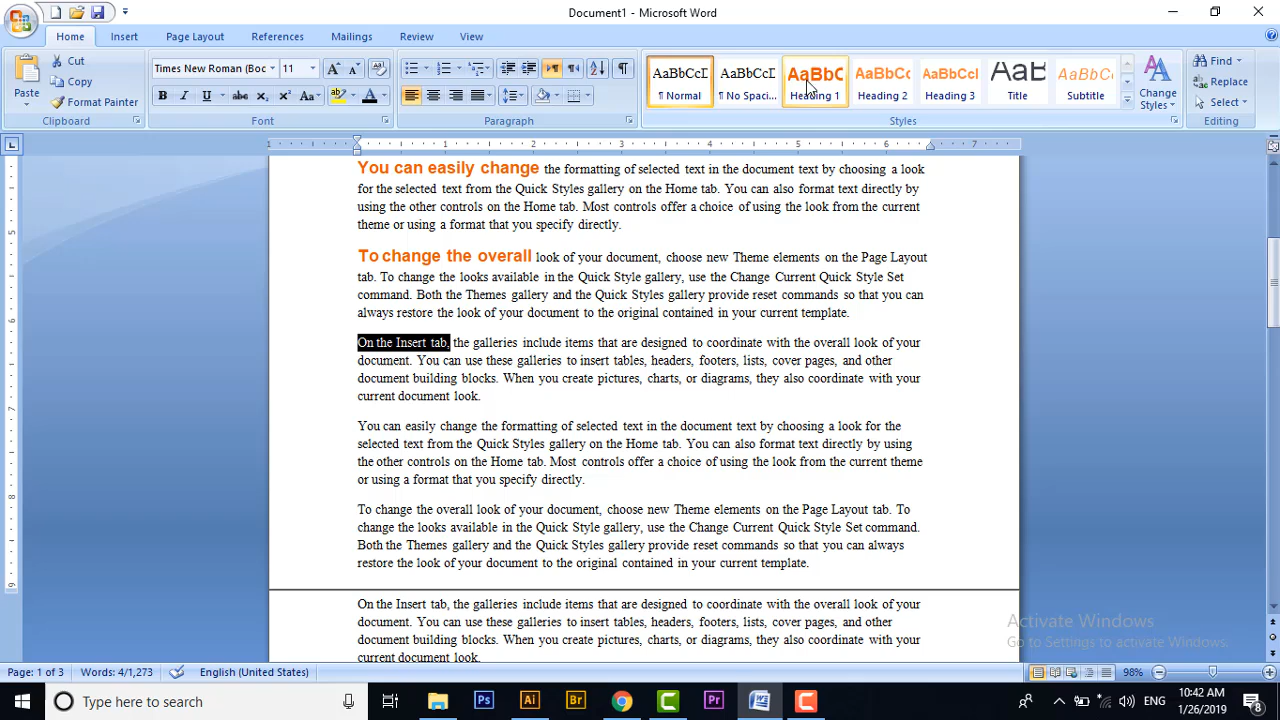 Document1 - Microsoft Word
Home Insert Page Layout References Mailings Review View
Paste
Cut
Copy
Format Painter
Clipboard
Times New Roman (Boc
11
Font
Paragraph
AaBbCcI
¶ Normal
AaBbCcI
¶ No Spaci...
AaBbC
Heading 1
AaBbCc
Heading 2
AaBbCcI
Heading 3
AaB
Title
AaBbCc
Subtitle
Change
Styles
Styles
Find
Replace
Select
Editing
1 1 2 3 4 5 6 7
You can easily change the formatting of selected text in the document text by choosing a look
for the selected text from the Quick Styles gallery on the Home tab. You can also format text directly by
using the other controls on the Home tab. Most controls offer a choice of using the look from the current
theme or using a format that you specify directly.
To change the overall look of your document, choose new Theme elements on the Page Layout
tab. To change the looks available in the Quick Style gallery, use the Change Current Quick Style Set
command. Both the Themes gallery and the Quick Styles gallery provide reset commands so that you can
always restore the look of your document to the original contained in your current template.
On the Insert tab, the galleries include items that are designed to coordinate with the overall look of your
document. You can use these galleries to insert tables, headers, footers, lists, cover pages, and other
document building blocks. When you create pictures, charts, or diagrams, they also coordinate with your
current document look.
You can easily change the formatting of selected text in the document text by choosing a look for the
selected text from the Quick Styles gallery on the Home tab. You can also format text directly by using
the other controls on the Home tab. Most controls offer a choice of using the look from the current theme
or using a format that you specify directly.
To change the overall look of your document, choose new Theme elements on the Page Layout tab. To
change the looks available in the Quick Style gallery, use the Change Current Quick Style Set command.
Both the Themes gallery and the Quick Styles gallery provide reset commands so that you can always
restore the look of your document to the original contained in your current template.
On the Insert tab, the galleries include items that are designed to coordinate with the overall look of your
document. You can use these galleries to insert tables, headers, footers, lists, cover pages, and other
document building blocks. When you create pictures, charts, or diagrams, they also coordinate with your
current document look.
Activate Windows
Go to Settings to activate Windows.
Page: 1 of 3 Words: 4/1,273 English (United States) 98%
Type here to search
Ps Ai Br Pr
ENG
10:42 AM
1/26/2019
8